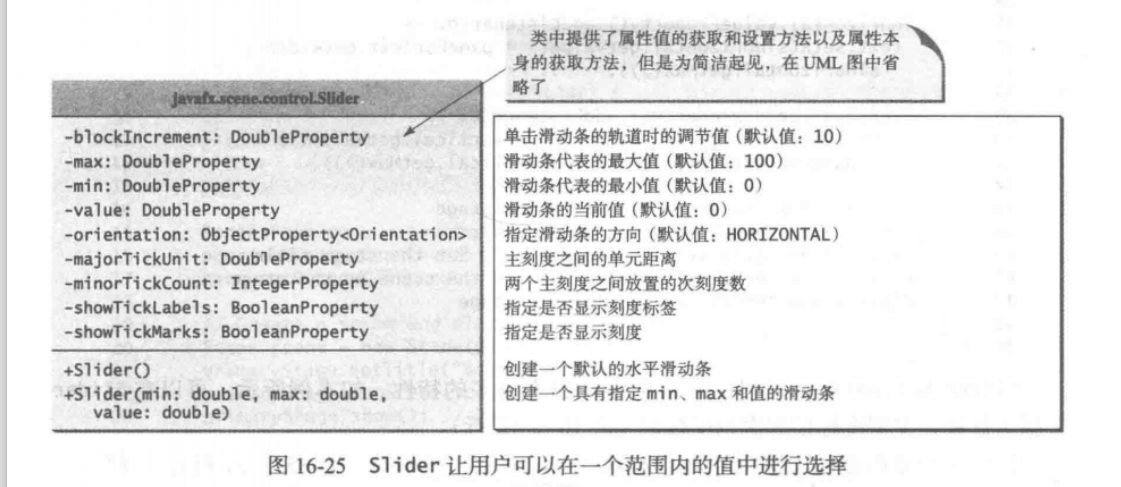 类中提供了属性值的获取和设置方法以及属性本
身的获取方法，但是为简洁起见，在 UML 图中省
略了
javafx.scene.control.Slider
-blockIncrement: DoubleProperty
-max: DoubleProperty
-min: DoubleProperty
-value: DoubleProperty
-orientation: ObjectProperty<Orientation>
-majorTickUnit: DoubleProperty
-minorTickCount: IntegerProperty
-showTickLabels: BooleanProperty
-showTickMarks: BooleanProperty
+Slider()
+Slider(min: double, max: double,
value: double)
单击滑动条的轨道时的调节值（默认值：10）
滑动条代表的最大值（默认值：100）
滑动条代表的最小值（默认值：0）
滑动条的当前值（默认值：0）
指定滑动条的方向（默认值：HORIZONTAL）
主刻度之间的单元距离
两个主刻度之间放置的次刻度数
指定是否显示刻度标签
指定是否显示刻度
创建一个默认的水平滑动条
创建一个具有指定 min、max 和值的滑动条
图 16-25 Slider 让用户可以在一个范围内的值中进行选择